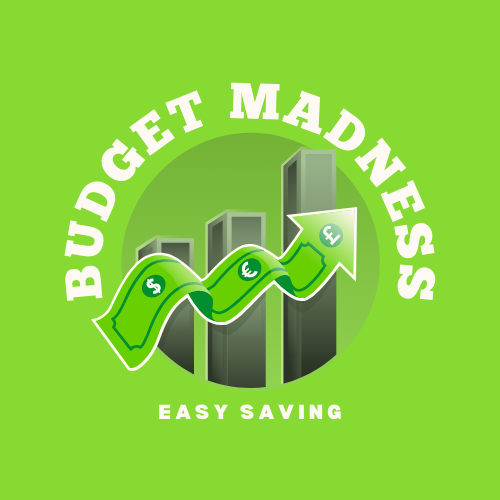 BUDGET MADNESS
$ € £
EASY SAVING